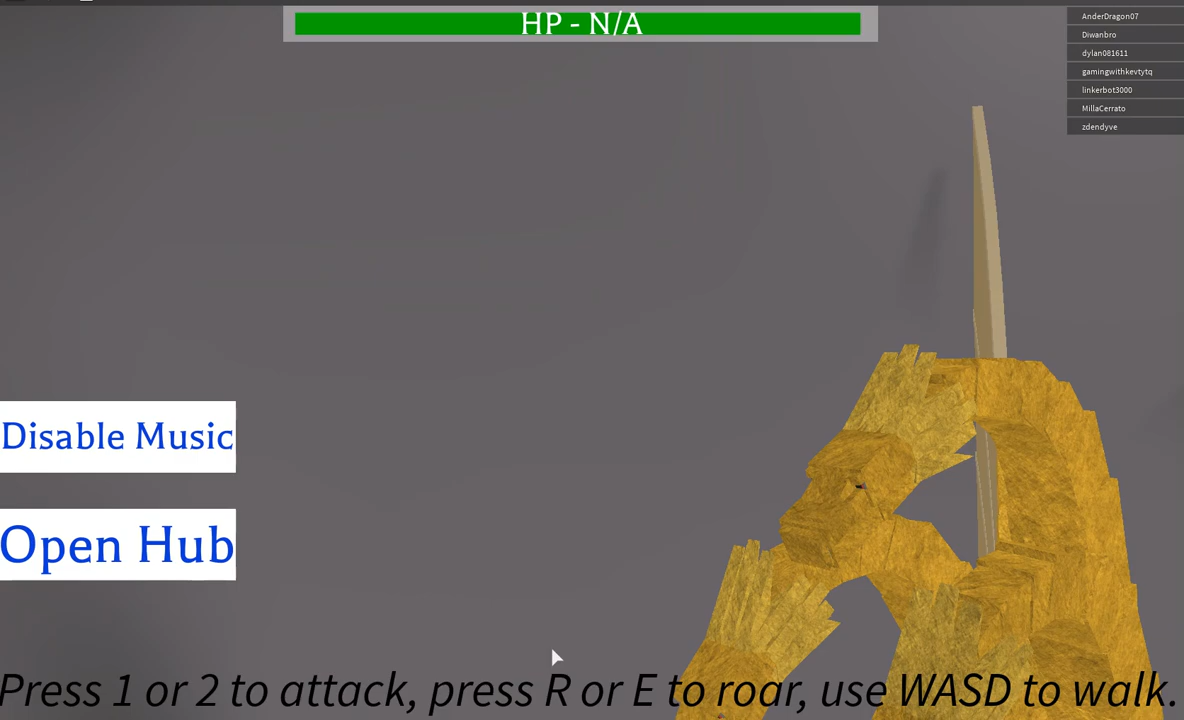 HP - N/A
AnderDragon07
Diwanbro
dylan081611
gamingwithkevtytq
linkerbot3000
MillaCerrato
zdendyve
Disable Music
Open Hub
Press 1 or 2 to attack, press R or E to roar, use WASD to walk.